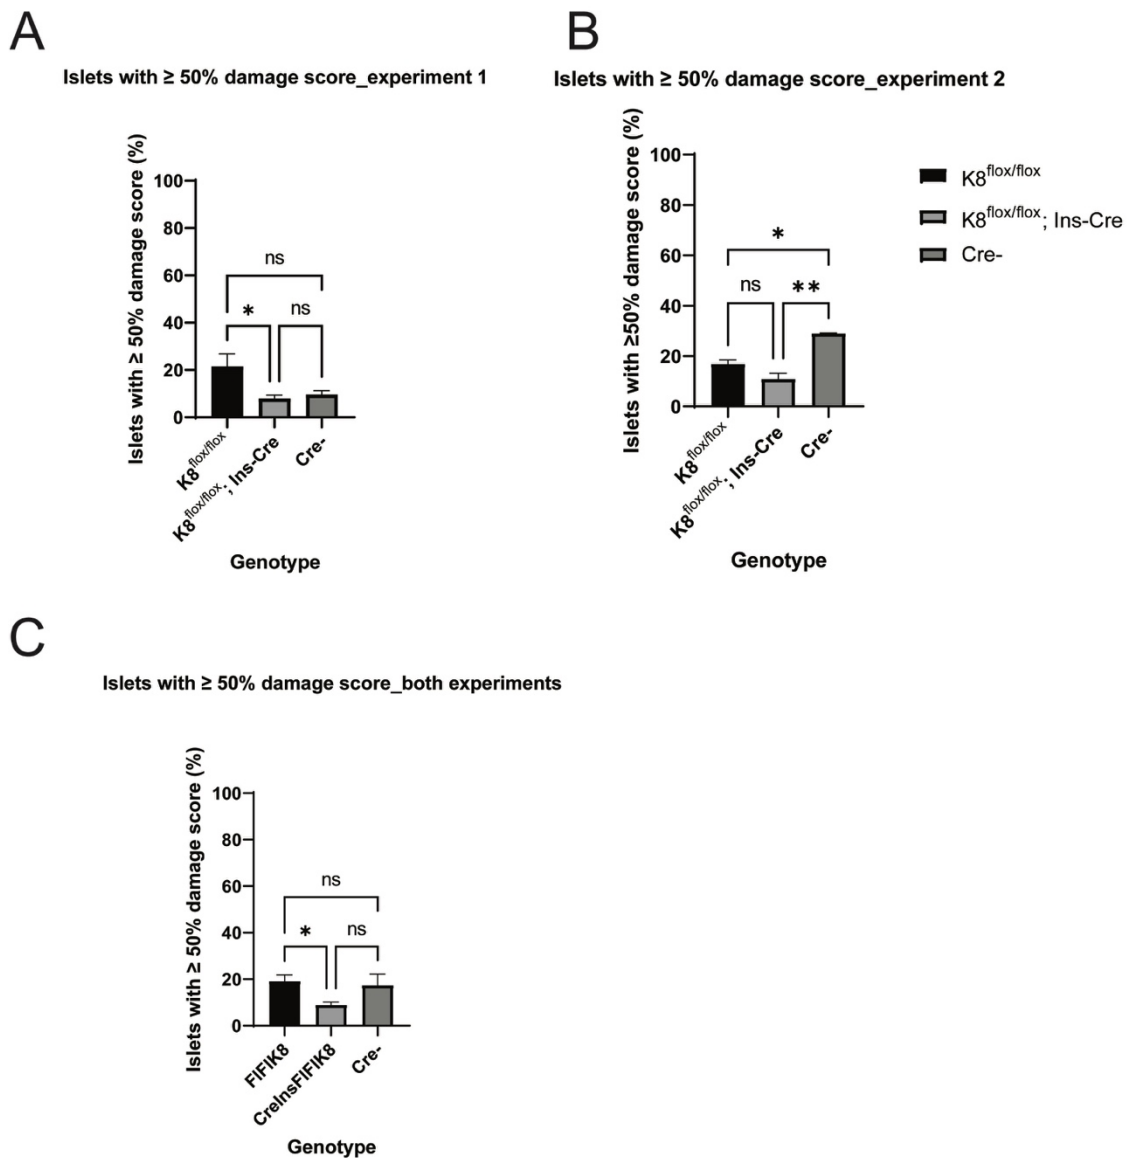 A
Islets with ≥ 50% damage score_experiment 1
Islets with ≥ 50% damage score (%)
100
80
60
40
20
0
ns
*
ns
K8flox/flox
K8flox/flox; Ins-Cre
Cre-
Genotype
B
Islets with ≥ 50% damage score_experiment 2
Islets with ≥50% damage score (%)
100
80
60
40
20
0
*
ns
**
K8flox/flox
K8flox/flox; Ins-Cre
Cre-
Genotype
K8flox/flox
K8flox/flox; Ins-Cre
Cre-
C
Islets with ≥ 50% damage score_both experiments
Islets with ≥ 50% damage score (%)
100
80
60
40
20
0
ns
*
ns
FlFlK8
CreInsFlFlK8
Cre-
Genotype